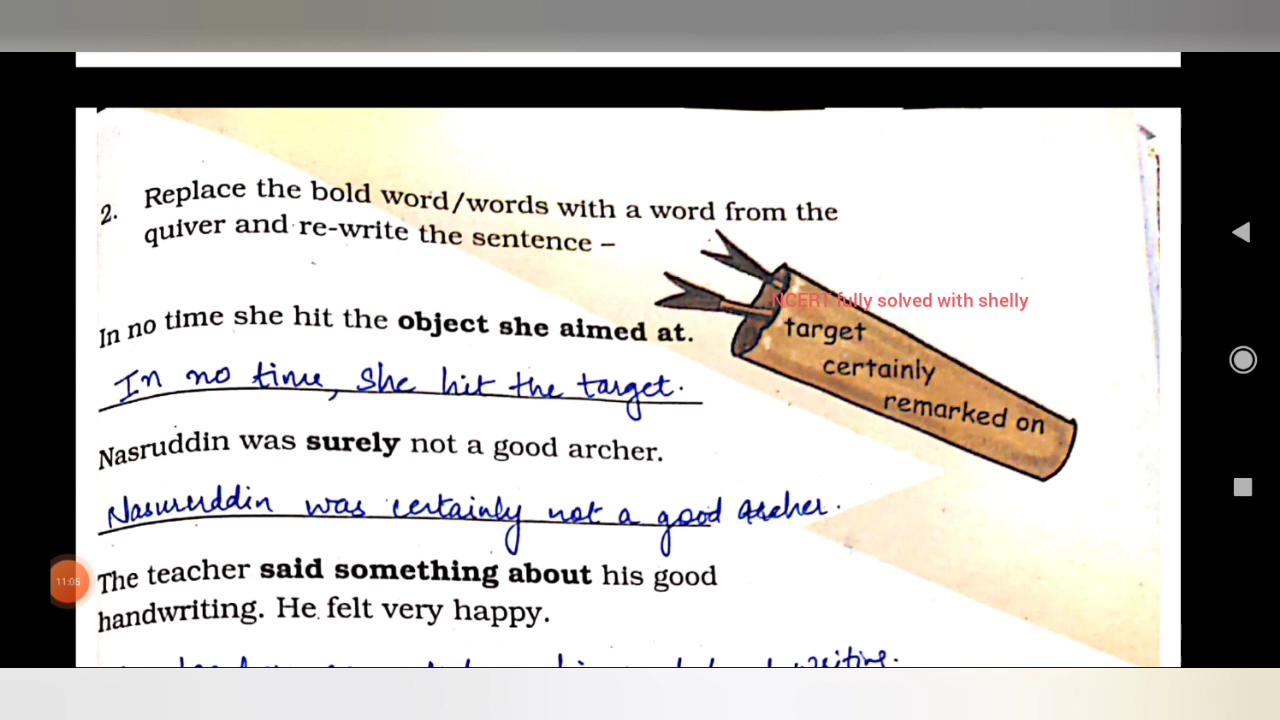 2. Replace the bold word/words with a word from the
quiver and re-write the sentence –
NCERT fully solved with shelly
target
certainly
remarked on
In no time she hit the object she aimed at.
In no time, she hit the target.
Nasruddin was surely not a good archer.
Nasruddin was certainly not a good archer.
11:05
The teacher said something about his good
handwriting. He felt very happy.